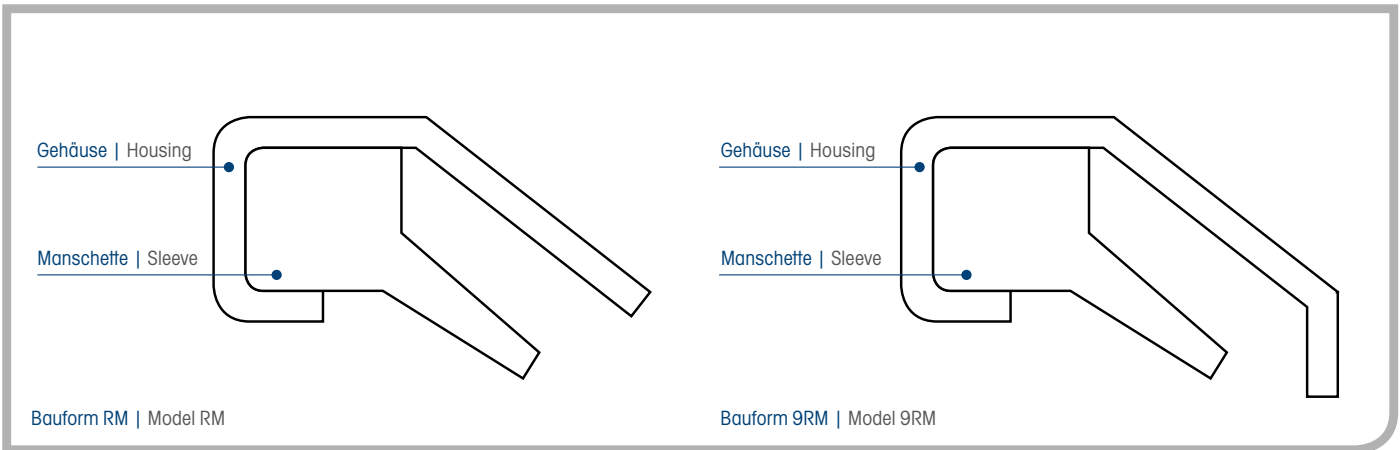 Gehäuse | Housing
Manschette | Sleeve
Bauform RM | Model RM
Gehäuse | Housing
Manschette | Sleeve
Bauform 9RM | Model 9RM